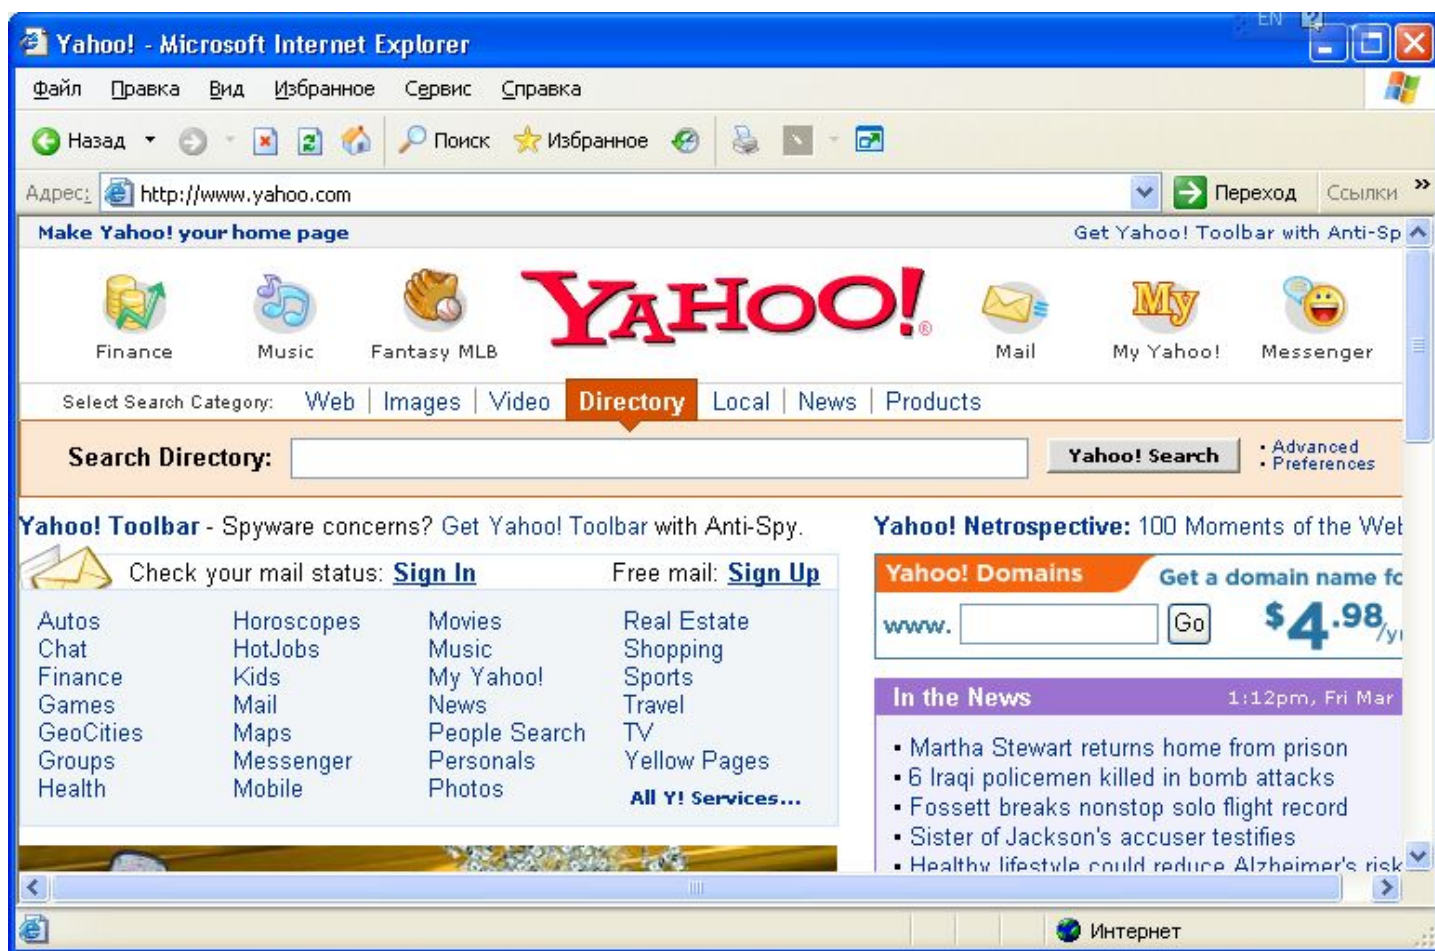 EN
Yahoo! - Microsoft Internet Explorer
Файл Правка Вид Избранное Сервис Справка
Назад Поиск Избранное
Адрес: http://www.yahoo.com Переход Ссылки »
Make Yahoo! your home page Get Yahoo! Toolbar with Anti-Sp
YAHOO!®
Finance Music Fantasy MLB Mail My Yahoo! Messenger
Select Search Category: Web | Images | Video Directory Local | News | Products
Search Directory: Yahoo! Search • Advanced
• Preferences
Yahoo! Toolbar - Spyware concerns? Get Yahoo! Toolbar with Anti-Spy.
Check your mail status: Sign In Free mail: Sign Up
Autos Horoscopes Movies Real Estate
Chat HotJobs Music Shopping
Finance Kids My Yahoo! Sports
Games Mail News Travel
GeoCities Maps People Search TV
Groups Messenger Personals Yellow Pages
Health Mobile Photos All Y! Services...
Yahoo! Netrospective: 100 Moments of the Web
Yahoo! Domains Get a domain name fo
www. Go $4.98/yr
In the News 1:12pm, Fri Mar
▪ Martha Stewart returns home from prison
▪ 6 Iraqi policemen killed in bomb attacks
▪ Fossett breaks nonstop solo flight record
▪ Sister of Jackson's accuser testifies
▪ Healthy lifestyle could reduce Alzheimer's risk
Интернет